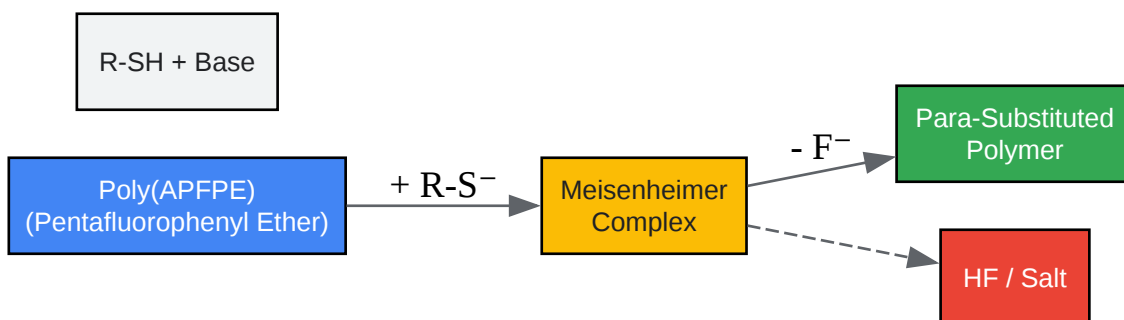 R-SH + Base
Poly(APFPE)
(Pentafluorophenyl Ether)
+ R-S⁻
Meisenheimer
Complex
- F⁻
Para-Substituted
Polymer
HF / Salt